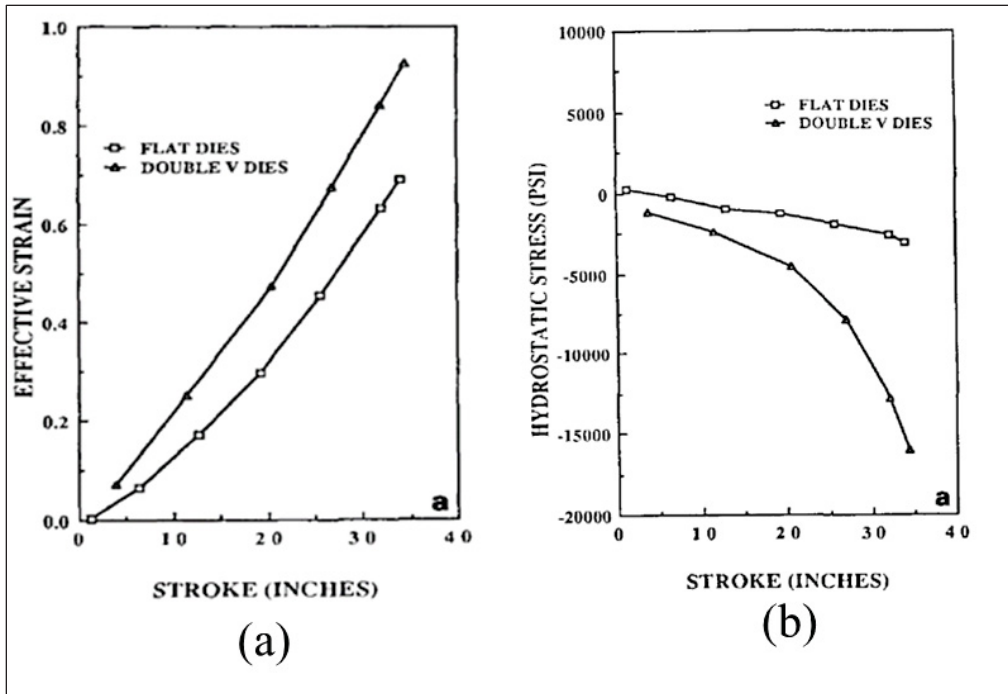 1.0
0.8
0.6
0.4
0.2
0.0
EFFECTIVE STRAIN
FLAT DIES
DOUBLE V DIES
a
0 10 20 30 40
STROKE (INCHES)
(a)
10000
5000
0
-5000
-10000
-15000
-20000
HYDROSTATIC STRESS (PSI)
FLAT DIES
DOUBLE V DIES
a
0 10 20 30 40
STROKE (INCHES)
(b)